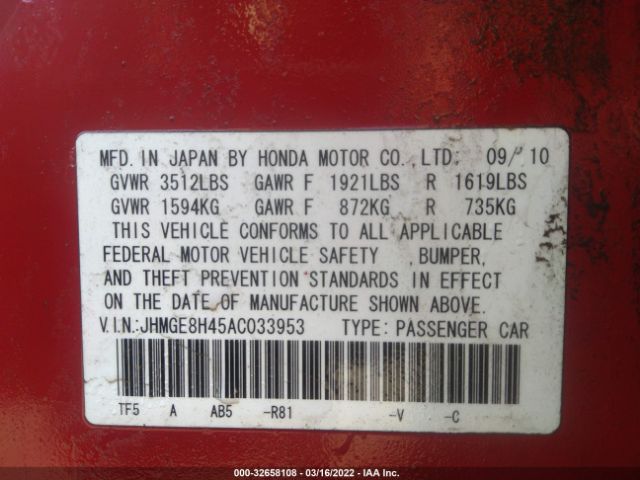 MFD. IN JAPAN BY HONDA MOTOR CO., LTD. 09/ 10
GVWR 3512LBS GAWR F 1921LBS R 1619LBS
GVWR 1594KG GAWR F 872KG R 735KG
THIS VEHICLE CONFORMS TO ALL APPLICABLE
FEDERAL MOTOR VEHICLE SAFETY ,BUMPER,
AND THEFT PREVENTION STANDARDS IN EFFECT
ON THE DATE OF MANUFACTURE SHOWN ABOVE.
V.I.N.:JHMGE8H45AC033953 TYPE: PASSENGER CAR
TF5 A AB5 -R81 -V -C
000-32658108 - 03/16/2022 - IAA Inc.